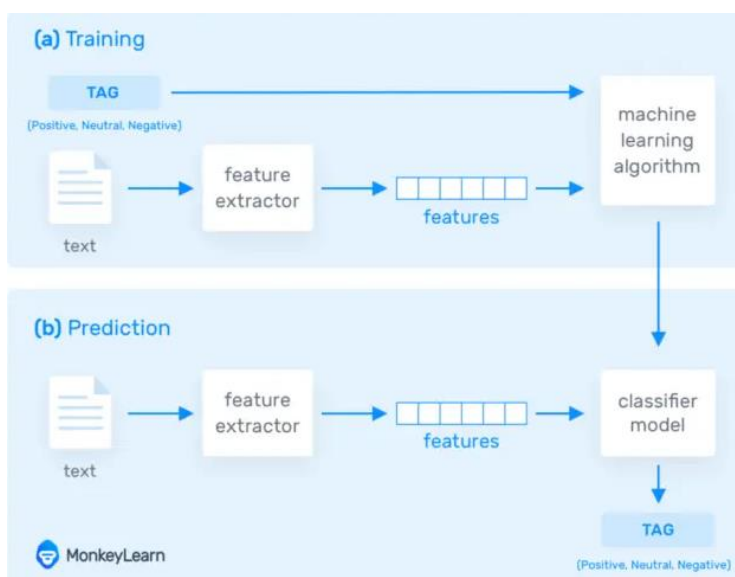 (a) Training
TAG
(Positive, Neutral, Negative)
machine
learning
algorithm
feature
extractor
features
text
(b) Prediction
feature
extractor
features
classifier
model
text
TAG
(Positive, Neutral, Negative)
MonkeyLearn